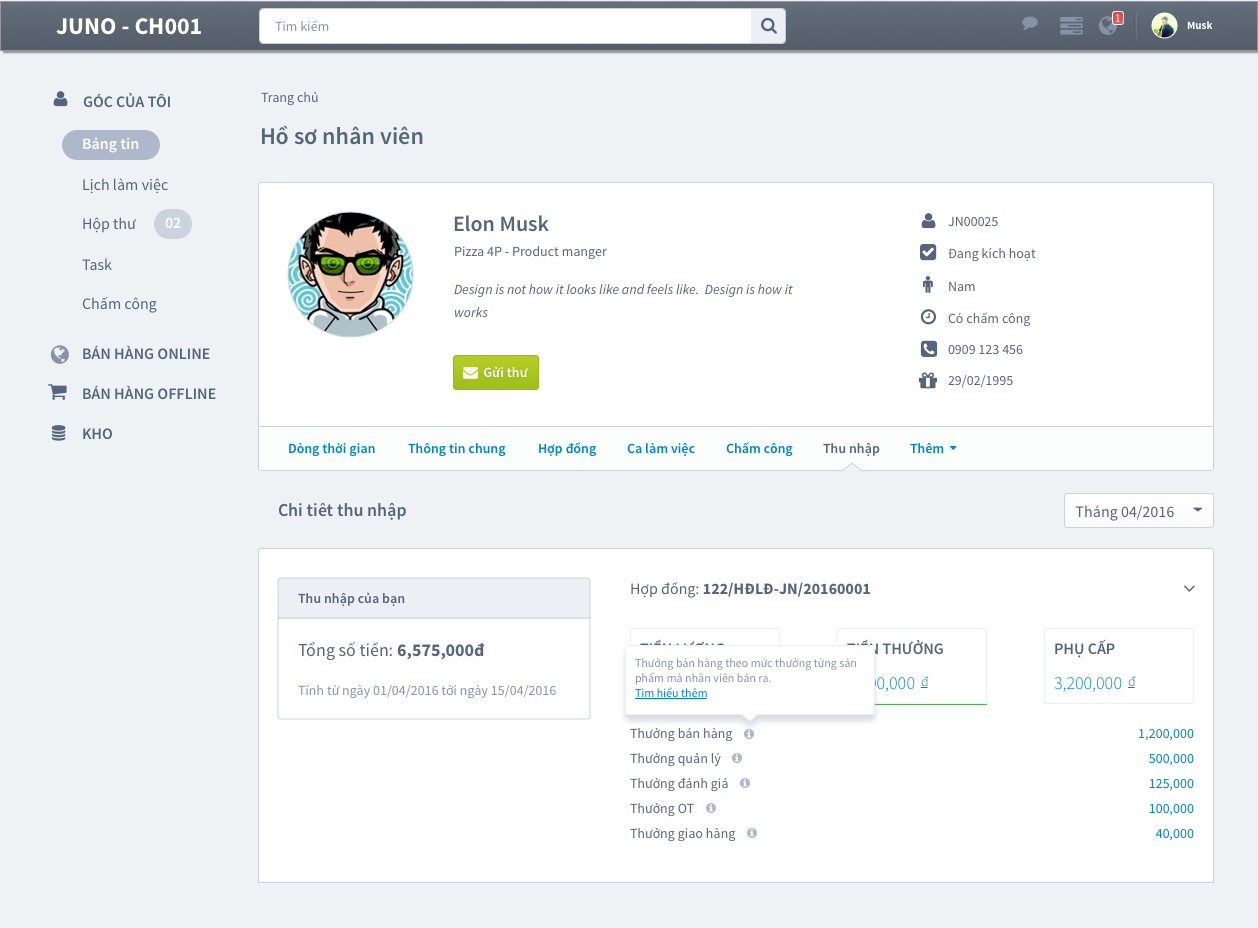 JUNO - CH001
Tìm kiếm
1
Musk
GÓC CỦA TÔI
Bảng tin
Lịch làm việc
Hộp thư 02
Task
Chấm công
BÁN HÀNG ONLINE
BÁN HÀNG OFFLINE
KHO
Trang chủ
Hồ sơ nhân viên
Elon Musk
Pizza 4P - Product manger
Design is not how it looks like and feels like. Design is how it
works
Gửi thư
JN00025
Đang kích hoạt
Nam
Có chấm công
0909 123 456
29/02/1995
Dòng thời gian Thông tin chung Hợp đồng Ca làm việc Chấm công Thu nhập Thêm
Chi tiêt thu nhập
Tháng 04/2016
Thu nhập của bạn
Tổng số tiền: 6,575,000đ
Tính từ ngày 01/04/2016 tới ngày 15/04/2016
Hợp đồng: 122/HĐLĐ-JN/20160001
THƯỞNG
PHỤ CẤP
3,200,000 ₫
Thưởng bán hàng theo mức thưởng từng sản
phẩm mà nhân viên bán ra.
Tìm hiểu thêm
Thưởng bán hàng 1,200,000
Thưởng quản lý 500,000
Thưởng đánh giá 125,000
Thưởng OT 100,000
Thưởng giao hàng 40,000